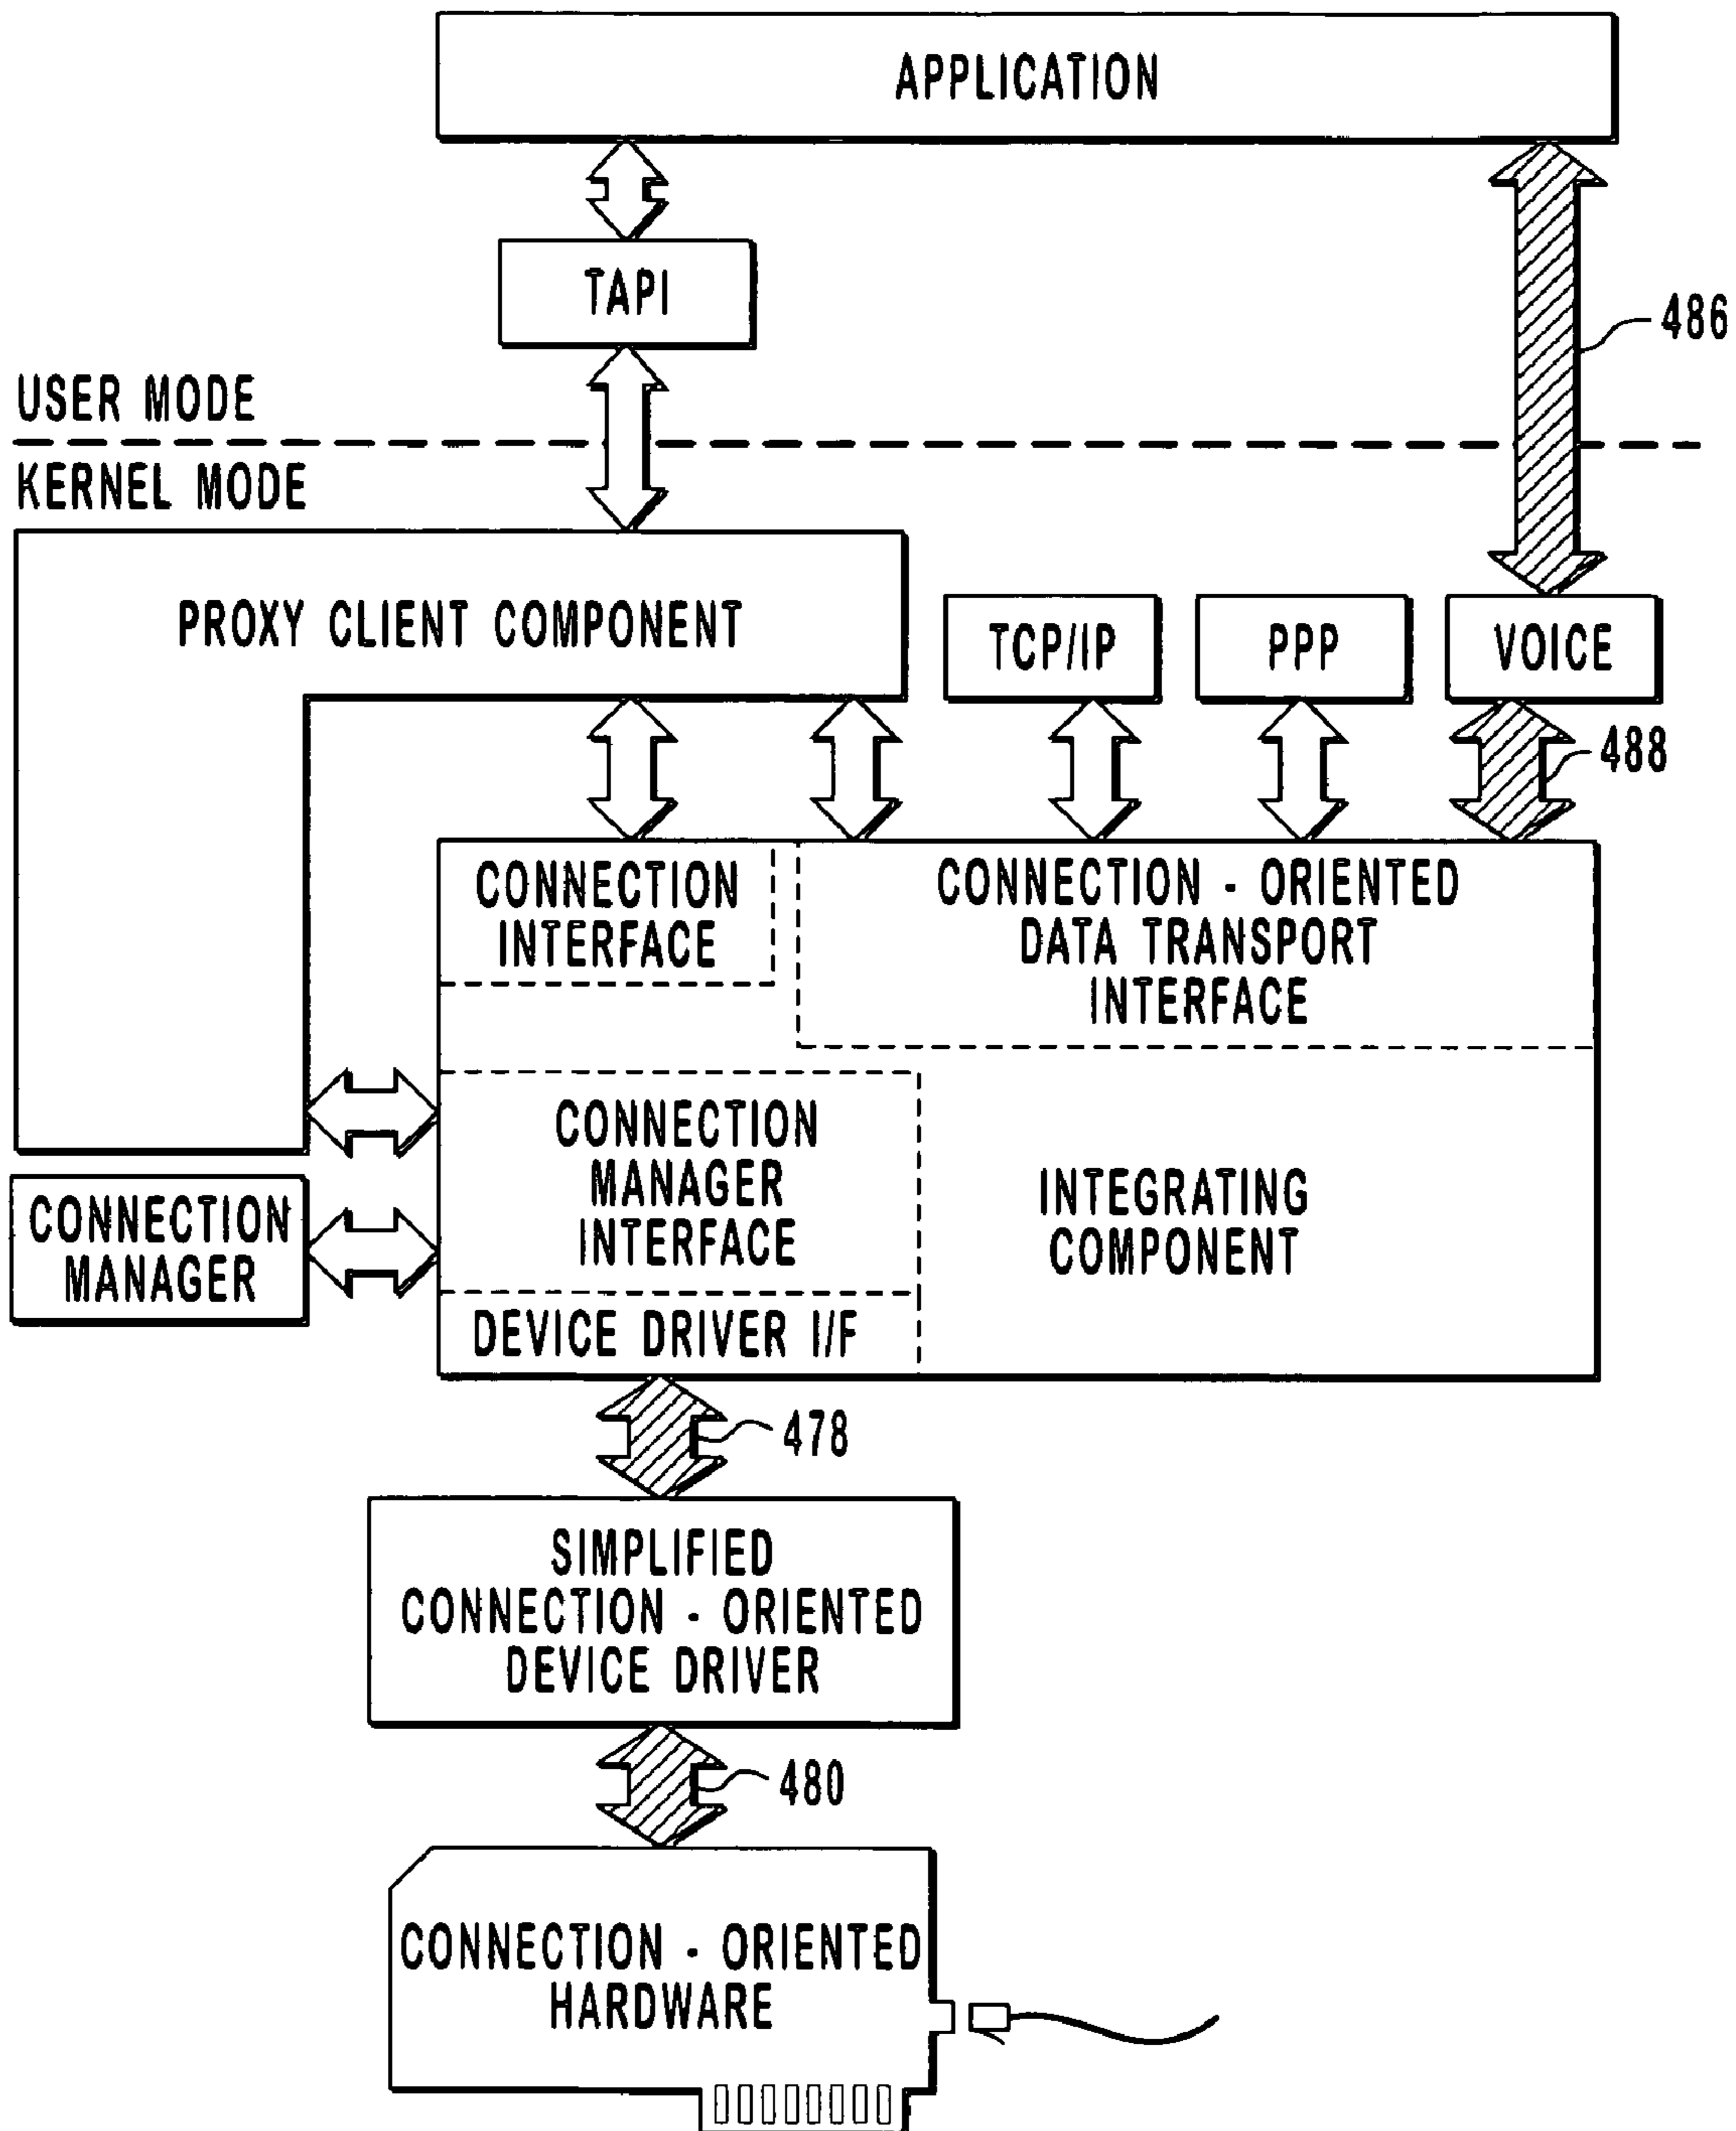 APPLICATION
TAPI
486
USER MODE
KERNEL MODE
PROXY CLIENT COMPONENT
TCP/IP
PPP
VOICE
488
CONNECTION
INTERFACE
CONNECTION - ORIENTED
DATA TRANSPORT
INTERFACE
CONNECTION
MANAGER
INTERFACE
INTEGRATING
COMPONENT
CONNECTION
MANAGER
DEVICE DRIVER I/F
478
SIMPLIFIED
CONNECTION - ORIENTED
DEVICE DRIVER
480
CONNECTION - ORIENTED
HARDWARE